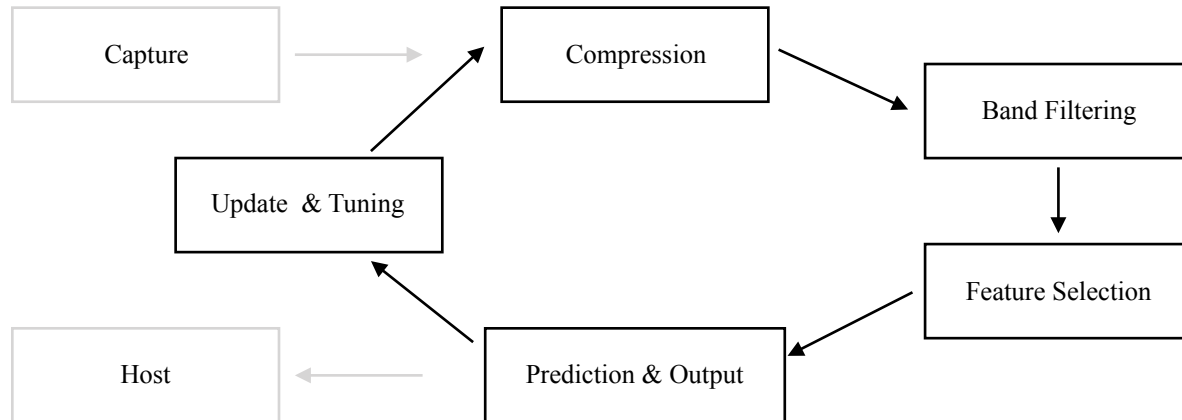 Capture
Compression
Band Filtering
Update & Tuning
Feature Selection
Host
Prediction & Output